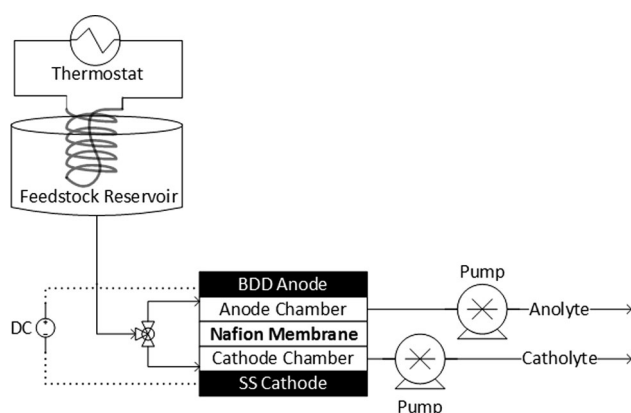 Thermostat
Feedstock Reservoir
DC
BDD Anode
Anode Chamber
Nafion Membrane
Cathode Chamber
SS Cathode
Pump
Anolyte
Catholyte
Pump